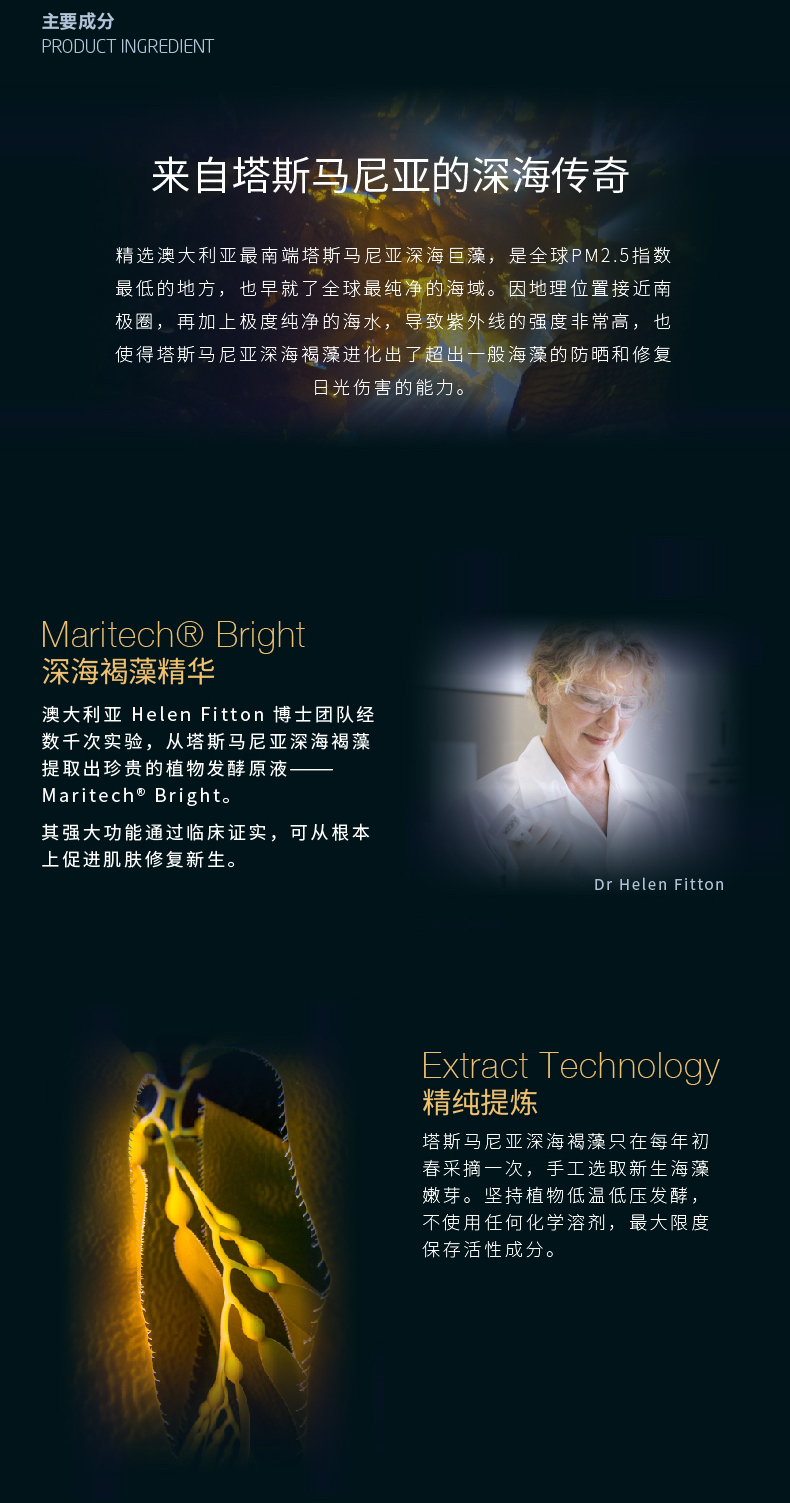 主要成分
PRODUCT INGREDIENT
来自塔斯马尼亚的深海传奇
精选澳大利亚最南端塔斯马尼亚深海巨藻，是全球PM2.5指数
最低的地方，也早就了全球最纯净的海域。因地理位置接近南
极圈，再加上极度纯净的海水，导致紫外线的强度非常高，也
使得塔斯马尼亚深海褐藻进化出了超出一般海藻的防晒和修复
日光伤害的能力。
Maritech® Bright
深海褐藻精华
澳大利亚 Helen Fitton 博士团队经
数千次实验，从塔斯马尼亚深海褐藻
提取出珍贵的植物发酵原液——
Maritech® Bright。
其强大功能通过临床证实，可从根本
上促进肌肤修复新生。
Dr Helen Fitton
Extract Technology
精纯提炼
塔斯马尼亚深海褐藻只在每年初
春采摘一次，手工选取新生海藻
嫩芽。坚持植物低温低压发酵，
不使用任何化学溶剂，最大限度
保存活性成分。